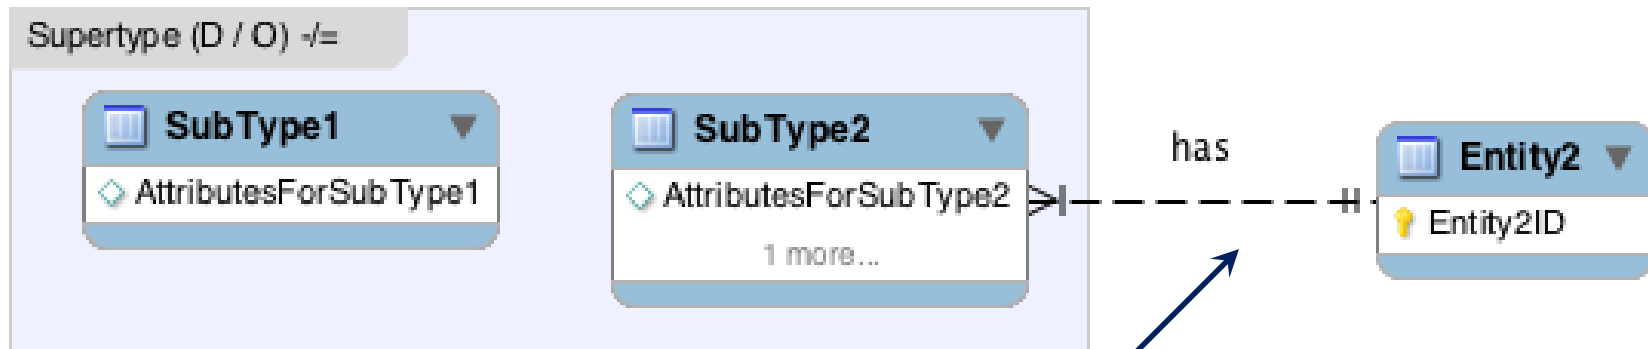 Supertype (D / O) -/=
SubType1
AttributesForSubType1
SubType2
AttributesForSubType2
1 more...
has
Entity2
Entity2ID